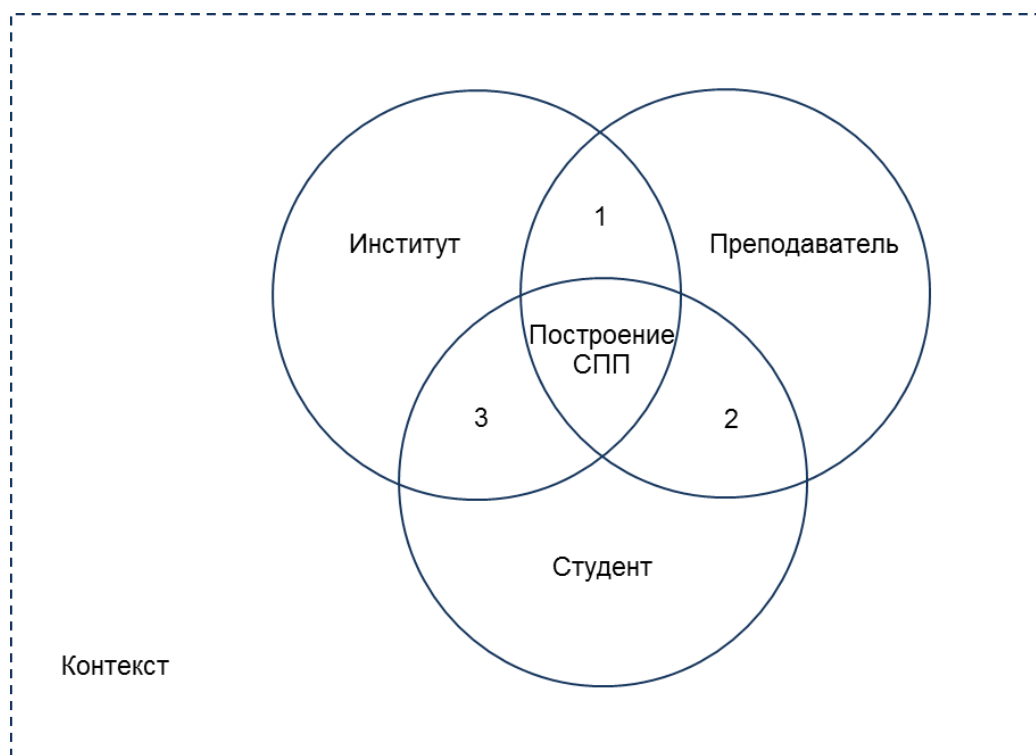 1
Институт
Преподаватель
Построение
СПП
3
2
Студент
Контекст